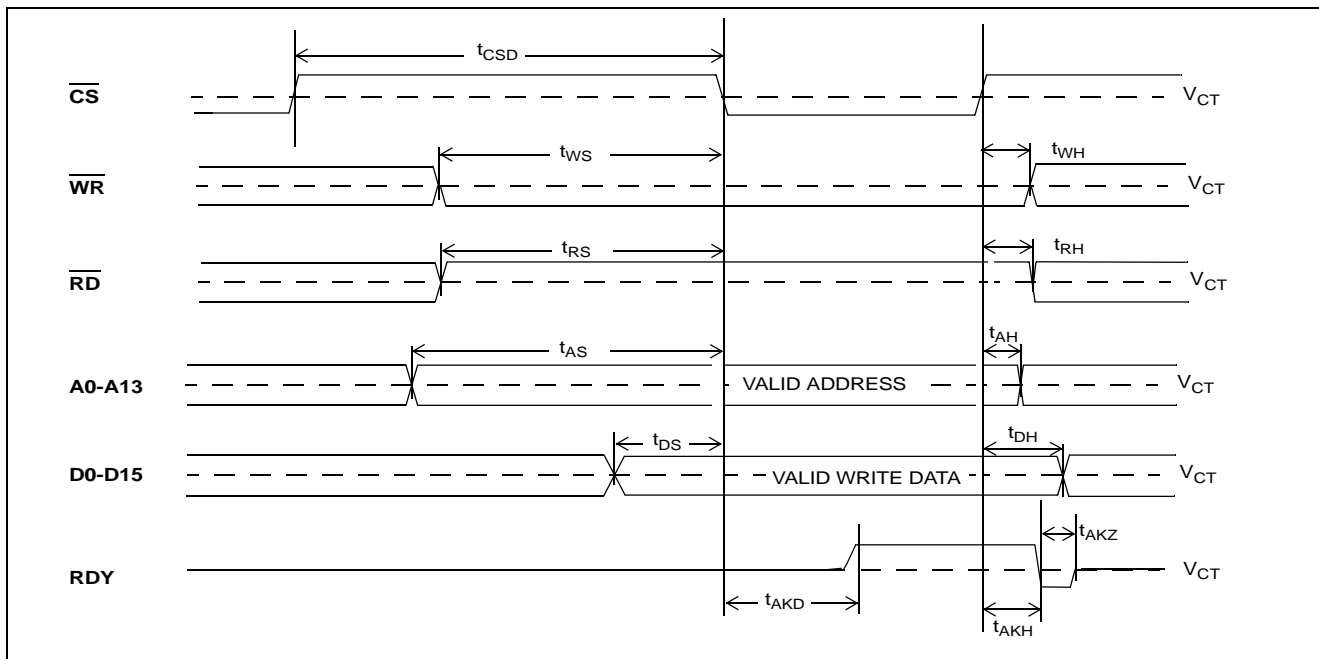 tCSD
CS
VCT
tWS
tWH
WR
VCT
tRS
tRH
RD
VCT
tAS
tAH
A0-A13
VALID ADDRESS
VCT
tDS
tDH
D0-D15
VALID WRITE DATA
VCT
tAKZ
RDY
VCT
tAKD
tAKH